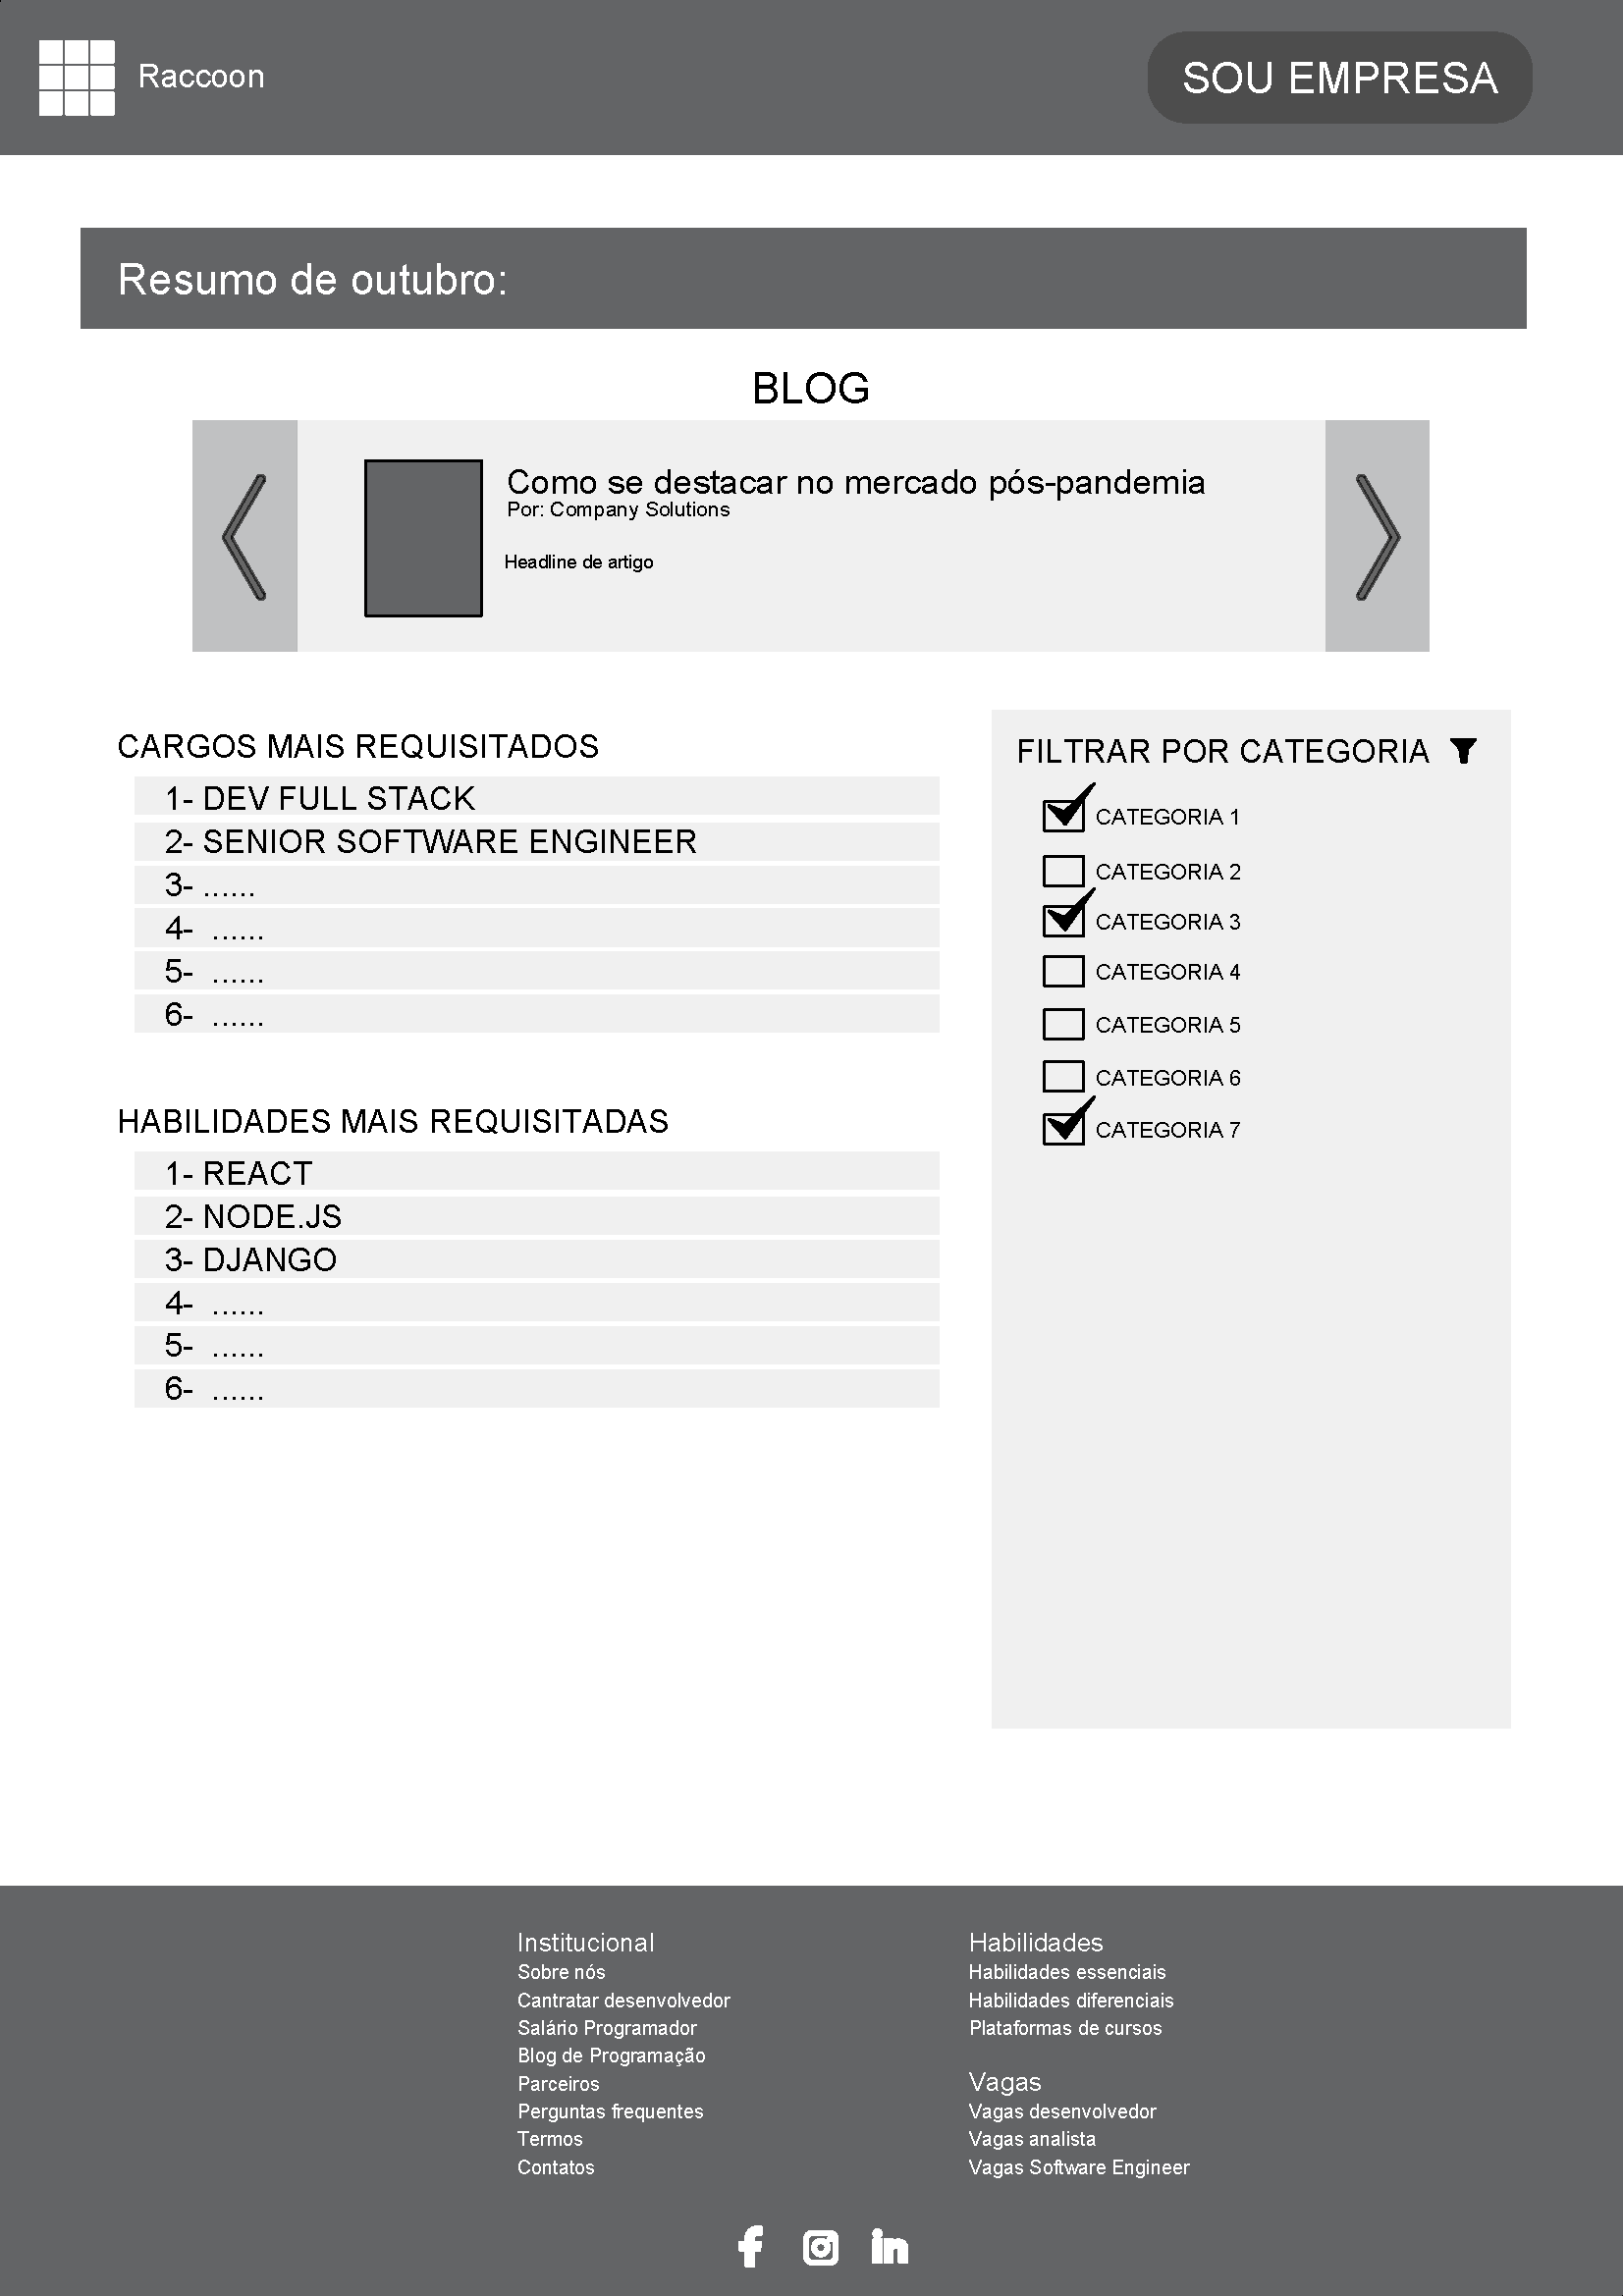 Raccoon
SOU EMPRESA
Resumo de outubro:
BLOG
Como se destacar no mercado pós-pandemia
Por: Company Solutions
Headline de artigo
CARGOS MAIS REQUISITADOS
1- DEV FULL STACK
2- SENIOR SOFTWARE ENGINEER
3- ......
4- ......
5- ......
6- ......
HABILIDADES MAIS REQUISITADAS
1- REACT
2- NODE.JS
3- DJANGO
4- ......
5- ......
6- ......
FILTRAR POR CATEGORIA
CATEGORIA 1
CATEGORIA 2
CATEGORIA 3
CATEGORIA 4
CATEGORIA 5
CATEGORIA 6
CATEGORIA 7
Institucional
Sobre nós
Cantratar desenvolvedor
Salário Programador
Blog de Programação
Parceiros
Perguntas frequentes
Termos
Contatos
Habilidades
Habilidades essenciais
Habilidades diferenciais
Plataformas de cursos
Vagas
Vagas desenvolvedor
Vagas analista
Vagas Software Engineer